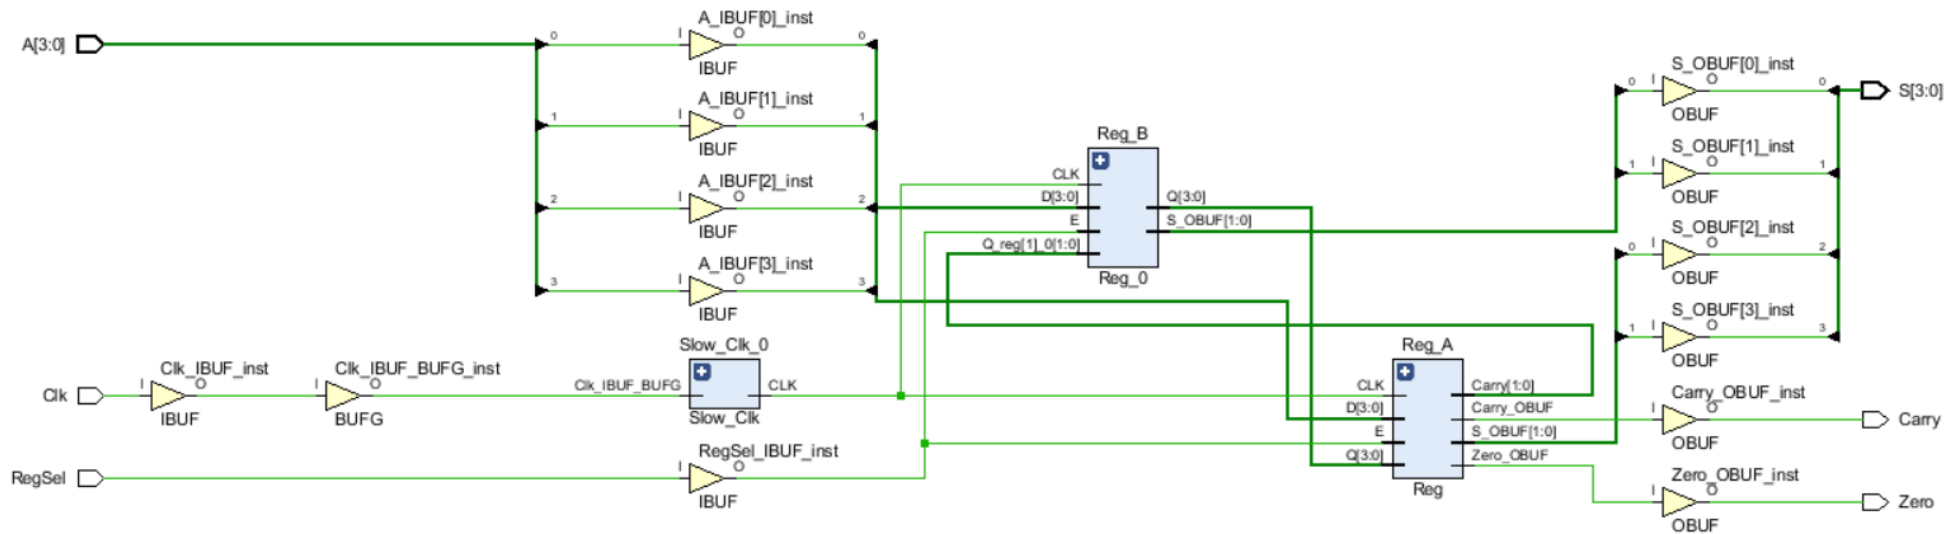 A[3:0]
A_IBUF[0]_inst
0
I
O
0
IBUF
A_IBUF[1]_inst
1
I
O
1
IBUF
A_IBUF[2]_inst
2
I
O
2
IBUF
A_IBUF[3]_inst
3
I
O
3
IBUF
Clk
Clk_IBUF_inst
I
O
IBUF
Clk_IBUF_BUFG_inst
I
O
BUFG
Slow_Clk_0
Clk_IBUF_BUFG
CLK
Slow_Clk
RegSel
RegSel_IBUF_inst
I
O
IBUF
Reg_B
CLK
D[3:0]
E
Q_reg[1]_0[1:0]
Q[3:0]
S_OBUF[1:0]
Reg_0
Reg_A
CLK
D[3:0]
E
Q[3:0]
Carry[1:0]
Carry_OBUF
S_OBUF[1:0]
Zero_OBUF
Reg
S_OBUF[0]_inst
0
I
O
0
OBUF
S_OBUF[1]_inst
1
I
O
1
OBUF
S_OBUF[2]_inst
0
I
O
2
OBUF
S_OBUF[3]_inst
1
I
O
3
OBUF
Carry_OBUF_inst
I
O
OBUF
Zero_OBUF_inst
I
O
OBUF
S[3:0]
Carry
Zero